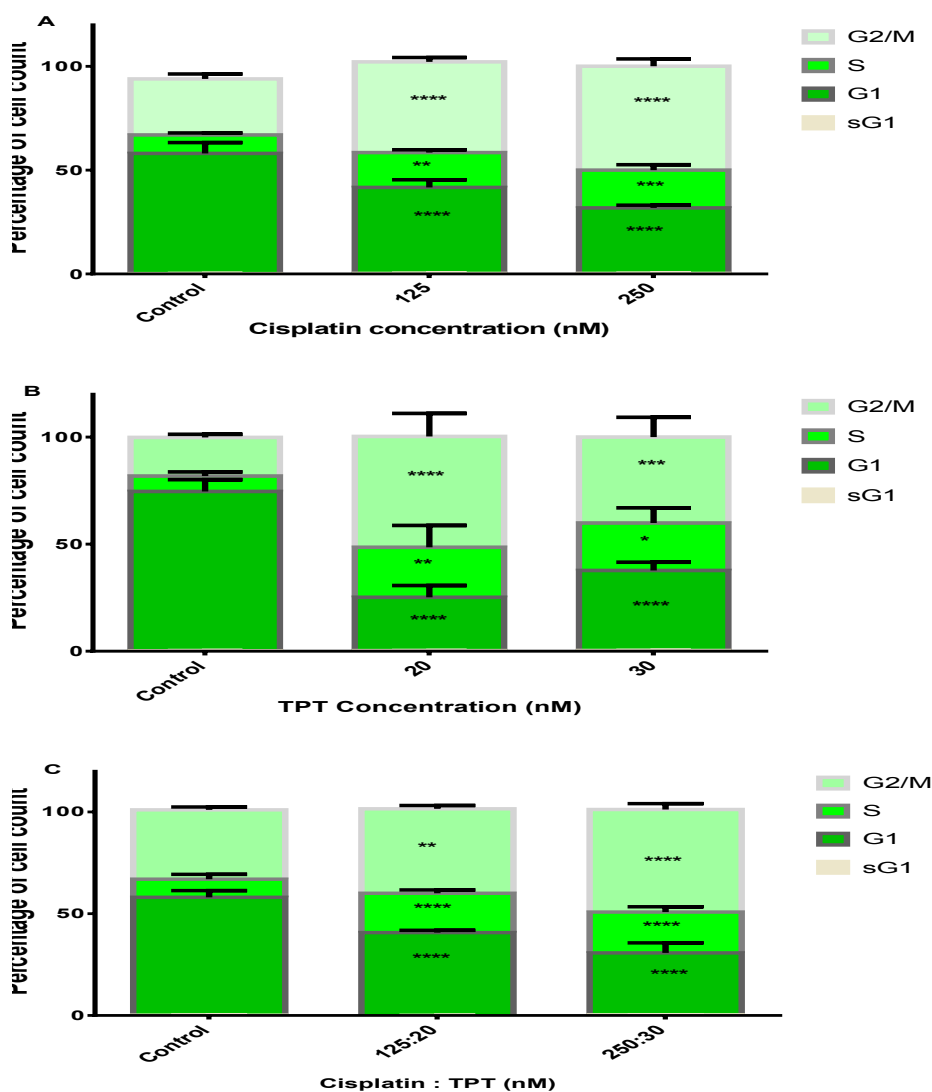 A
Percentage of cell count
100
50
0
****
**
****
****
***
****
Control
125
250
Cisplatin concentration (nM)
G2/M
S
G1
sG1
B
Percentage of cell count
100
50
0
****
**
****
***
*
****
Control
20
30
TPT Concentration (nM)
G2/M
S
G1
sG1
C
Percentage of cell count
100
50
0
**
****
****
****
****
****
Control
125:20
250:30
Cisplatin : TPT (nM)
G2/M
S
G1
sG1